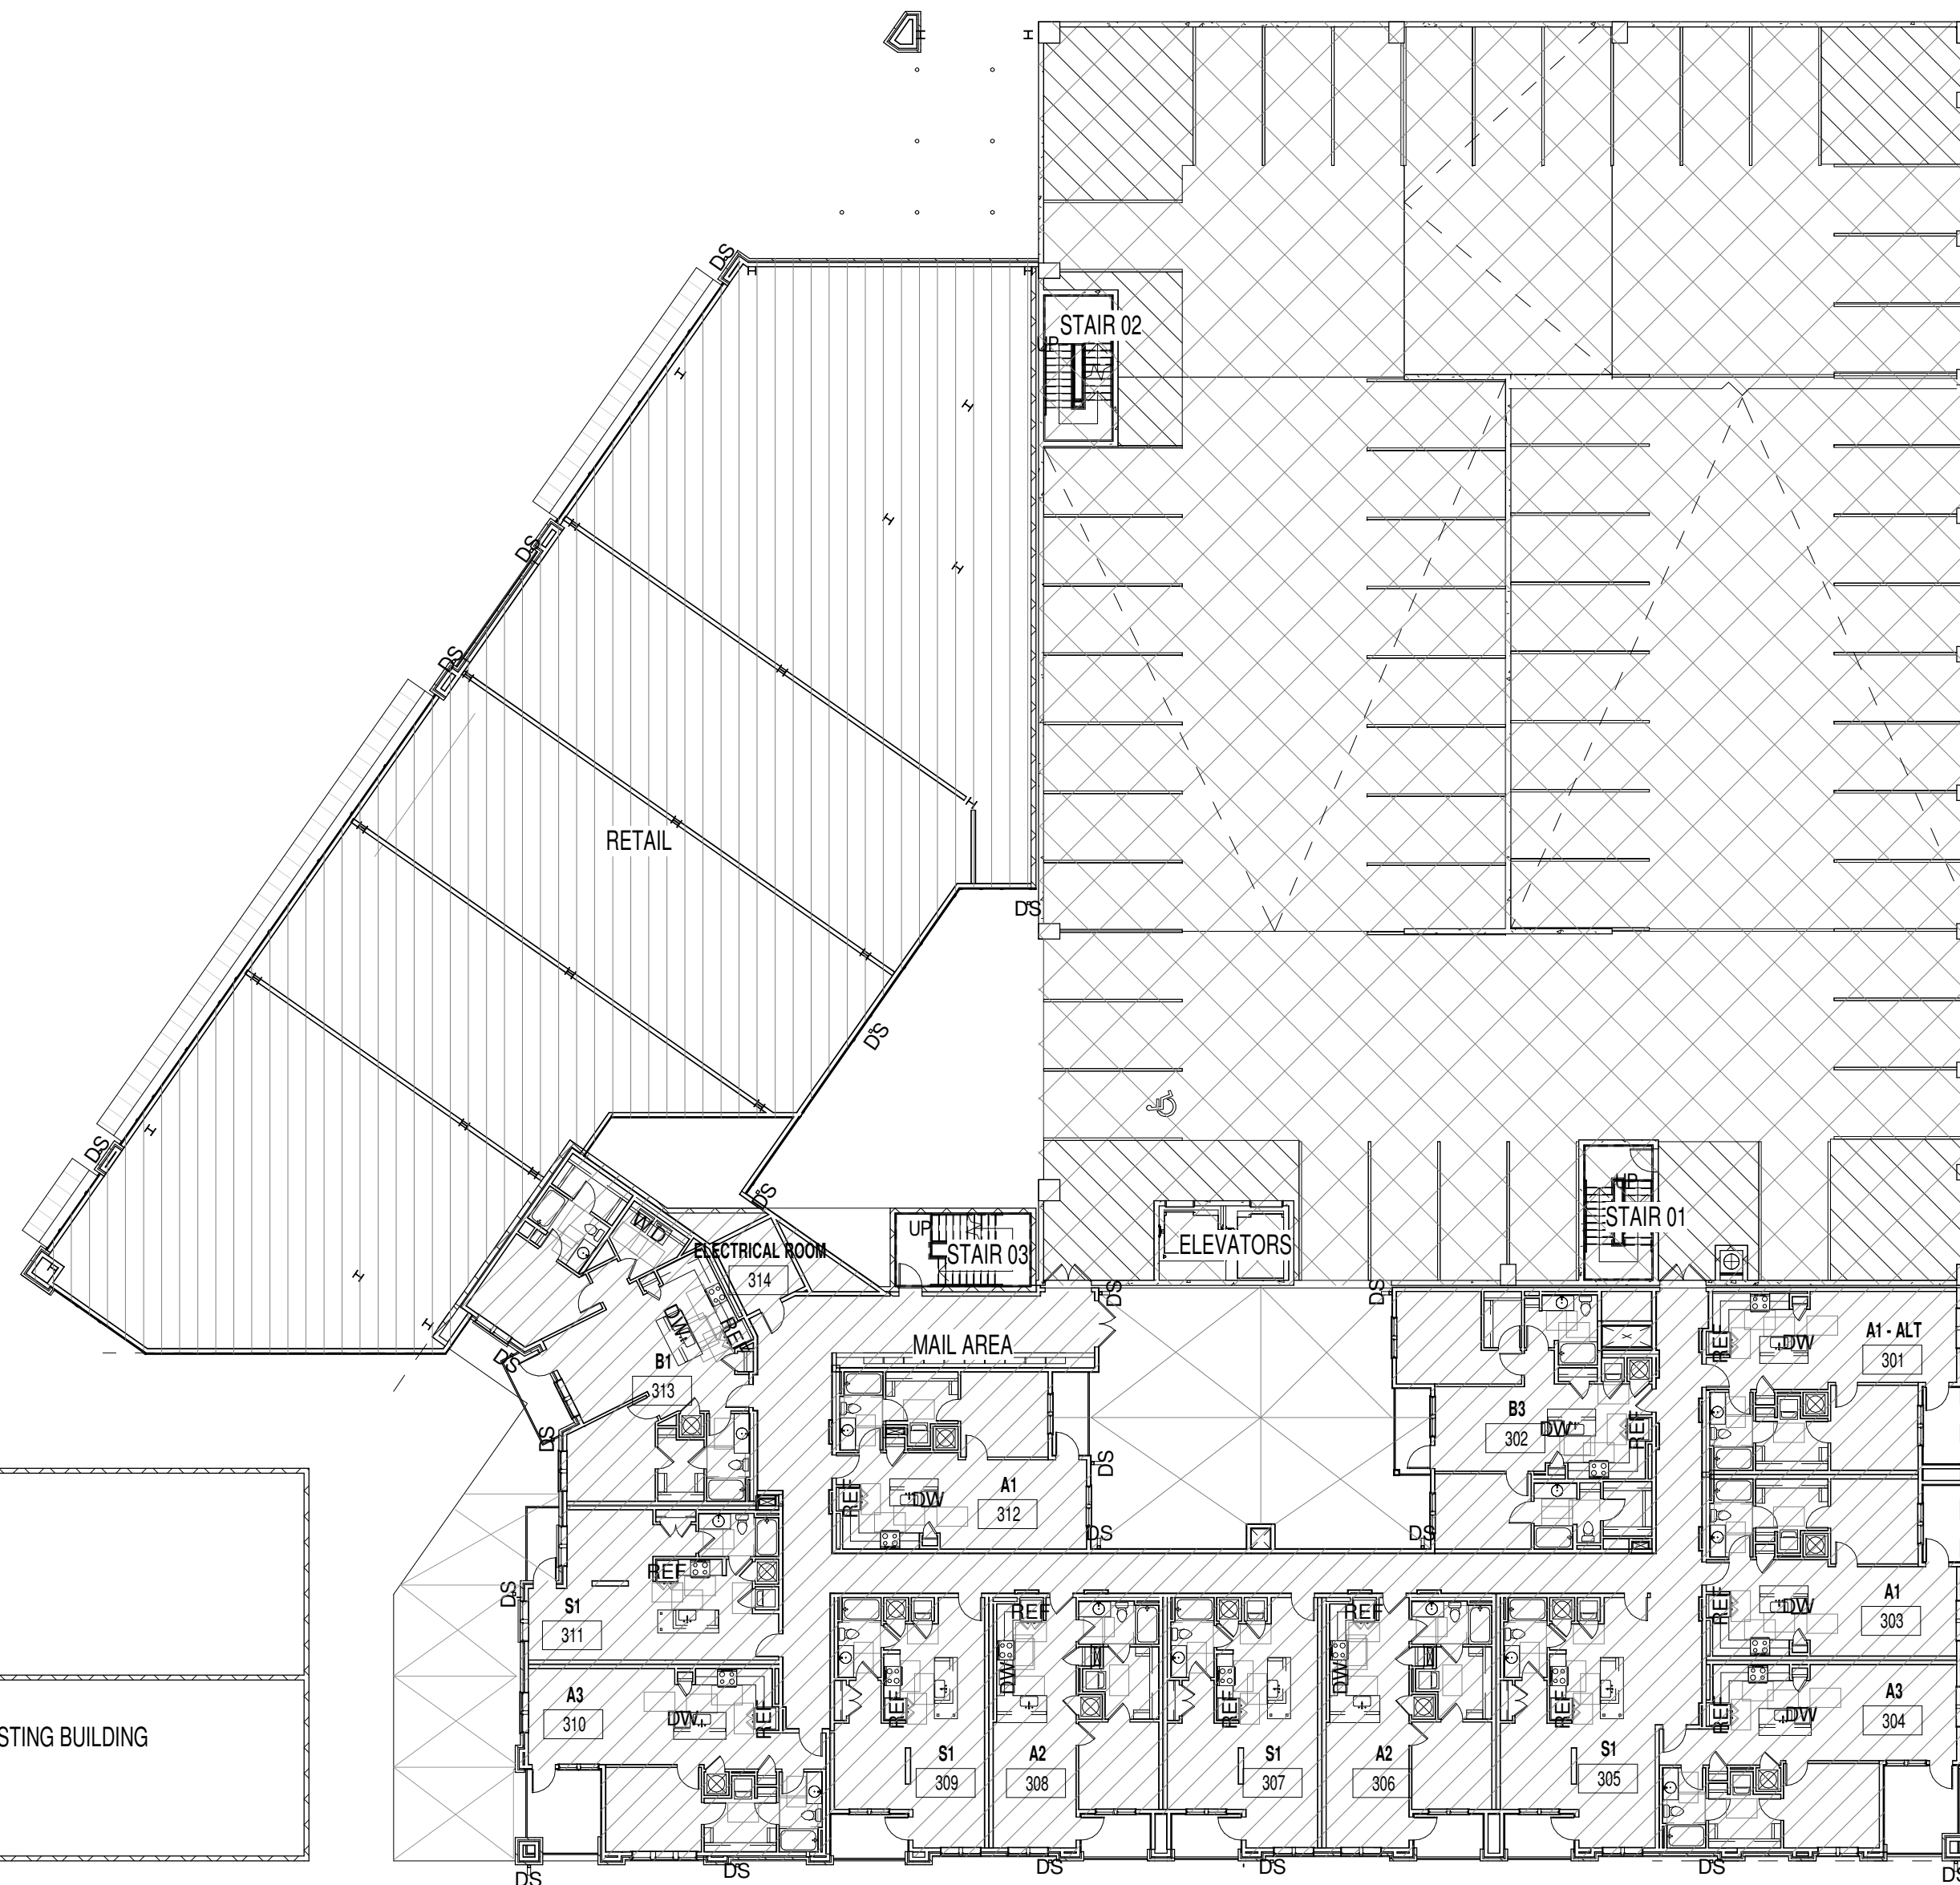 DS
STAIR 02
UP
DS
DS
RETAIL
DS
DS
DS
DS
UP
STAIR 01
UP
STAIR 03
ELEVATORS
WD
ELECTRICAL ROOM
314
DS
DS
MAIL AREA
DW
REF
DS
B1
313
REF
DW
A1 - ALT
301
B3
302
DW
REF
DS
DS
A1
312
REF
DW
DS
DS
REF
S1
311
DS
A1
303
REF
DW
REF
DW
REF
DW
A3
310
DW
REF
REF
REF
REF
A3
304
REF
DW
STING BUILDING
S1
309
A2
308
S1
307
A2
306
S1
305
DS
DS
DS
DS
DS
DS